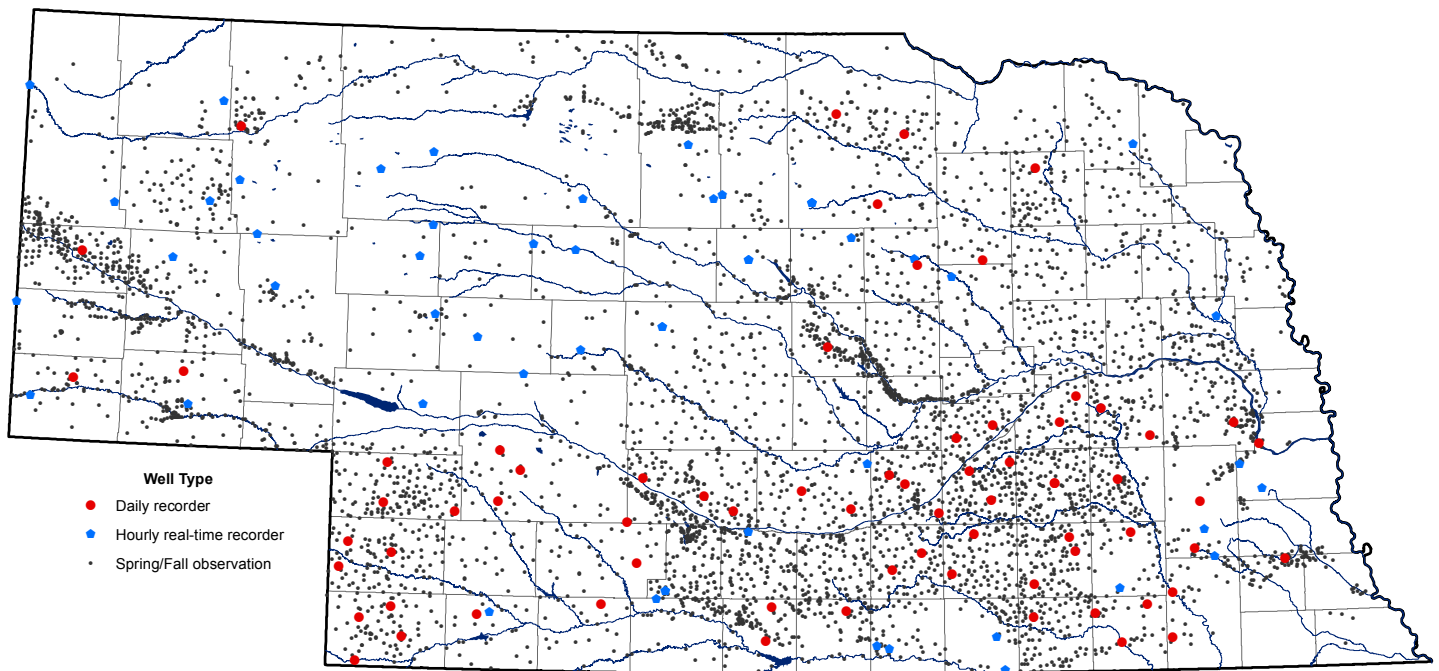 Well Type
Daily recorder
Hourly real-time recorder
Spring/Fall observation